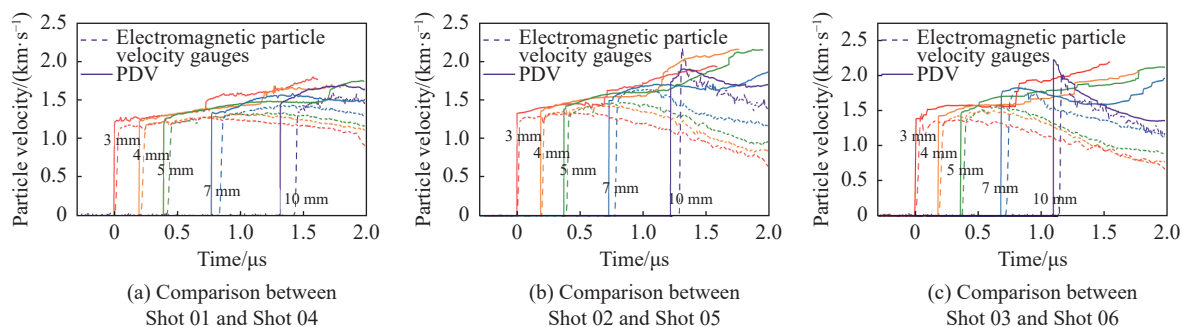 Particle velocity/(km·s⁻¹)
2.5
2.0
1.5
1.0
0.5
0
Electromagnetic particle
velocity gauges
PDV
3 mm
4 mm
5 mm
7 mm
10 mm
0 0.5 1.0 1.5 2.0
Time/μs
(a) Comparison between
Shot 01 and Shot 04
Particle velocity/(km·s⁻¹)
2.5
2.0
1.5
1.0
0.5
0
Electromagnetic particle
velocity gauges
PDV
3 mm
4 mm
5 mm
7 mm
10 mm
0 0.5 1.0 1.5 2.0
Time/μs
(b) Comparison between
Shot 02 and Shot 05
Particle velocity/(km·s⁻¹)
2.5
2.0
1.5
1.0
0.5
0
Electromagnetic particle
velocity gauges
PDV
3 mm
4 mm
5 mm
7 mm
10 mm
0 0.5 1.0 1.5 2.0
Time/μs
(c) Comparison between
Shot 03 and Shot 06